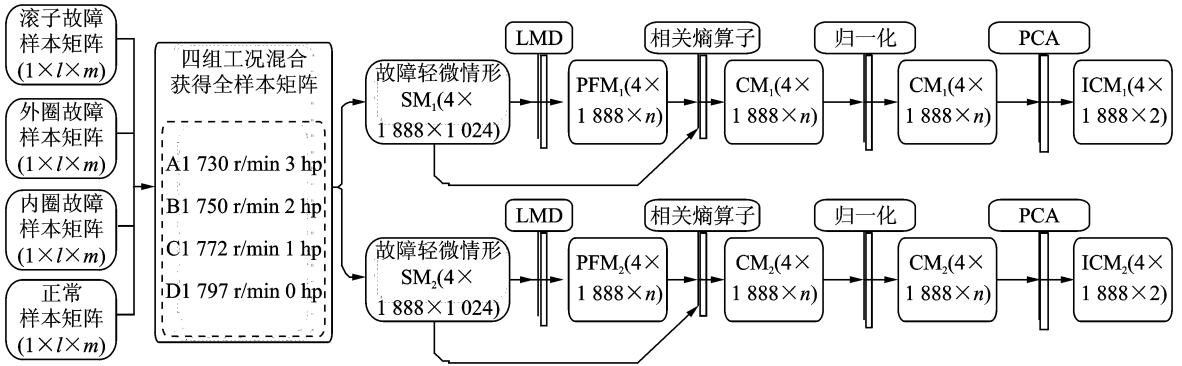 滚子故障
样本矩阵
(1×l×m)
外圈故障
样本矩阵
(1×l×m)
内圈故障
样本矩阵
(1×l×m)
正常
样本矩阵
(1×l×m)
四组工况混合
获得全样本矩阵
A1 730 r/min 3 hp
B1 750 r/min 2 hp
C1 772 r/min 1 hp
D1 797 r/min 0 hp
故障轻微情形
SM₁(4×
1 888×1 024)
LMD
PFM₁(4×
1 888×n)
相关熵算子
CM₁(4×
1 888×n)
归一化
CM₁(4×
1 888×n)
PCA
ICM₁(4×
1 888×2)
故障轻微情形
SM₂(4×
1 888×1 024)
LMD
PFM₂(4×
1 888×n)
相关熵算子
CM₂(4×
1 888×n)
归一化
CM₂(4×
1 888×n)
PCA
ICM₂(4×
1 888×2)